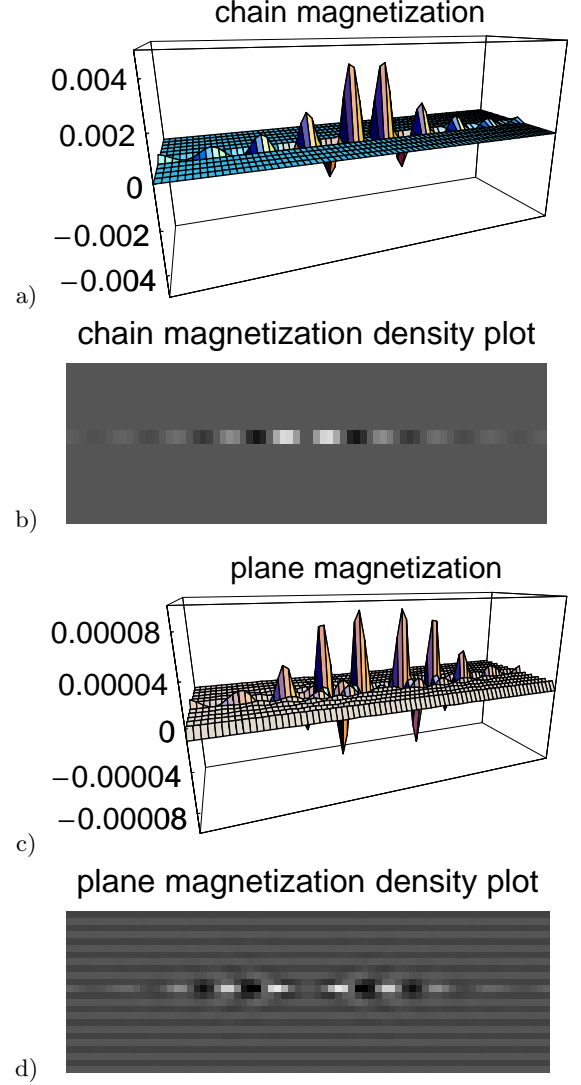 chain magnetization
0.004
0.002
0
−0.002
−0.004
a)
chain magnetization density plot
b)
plane magnetization
0.00008
0.00004
0
−0.00004
−0.00008
c)
plane magnetization density plot
d)